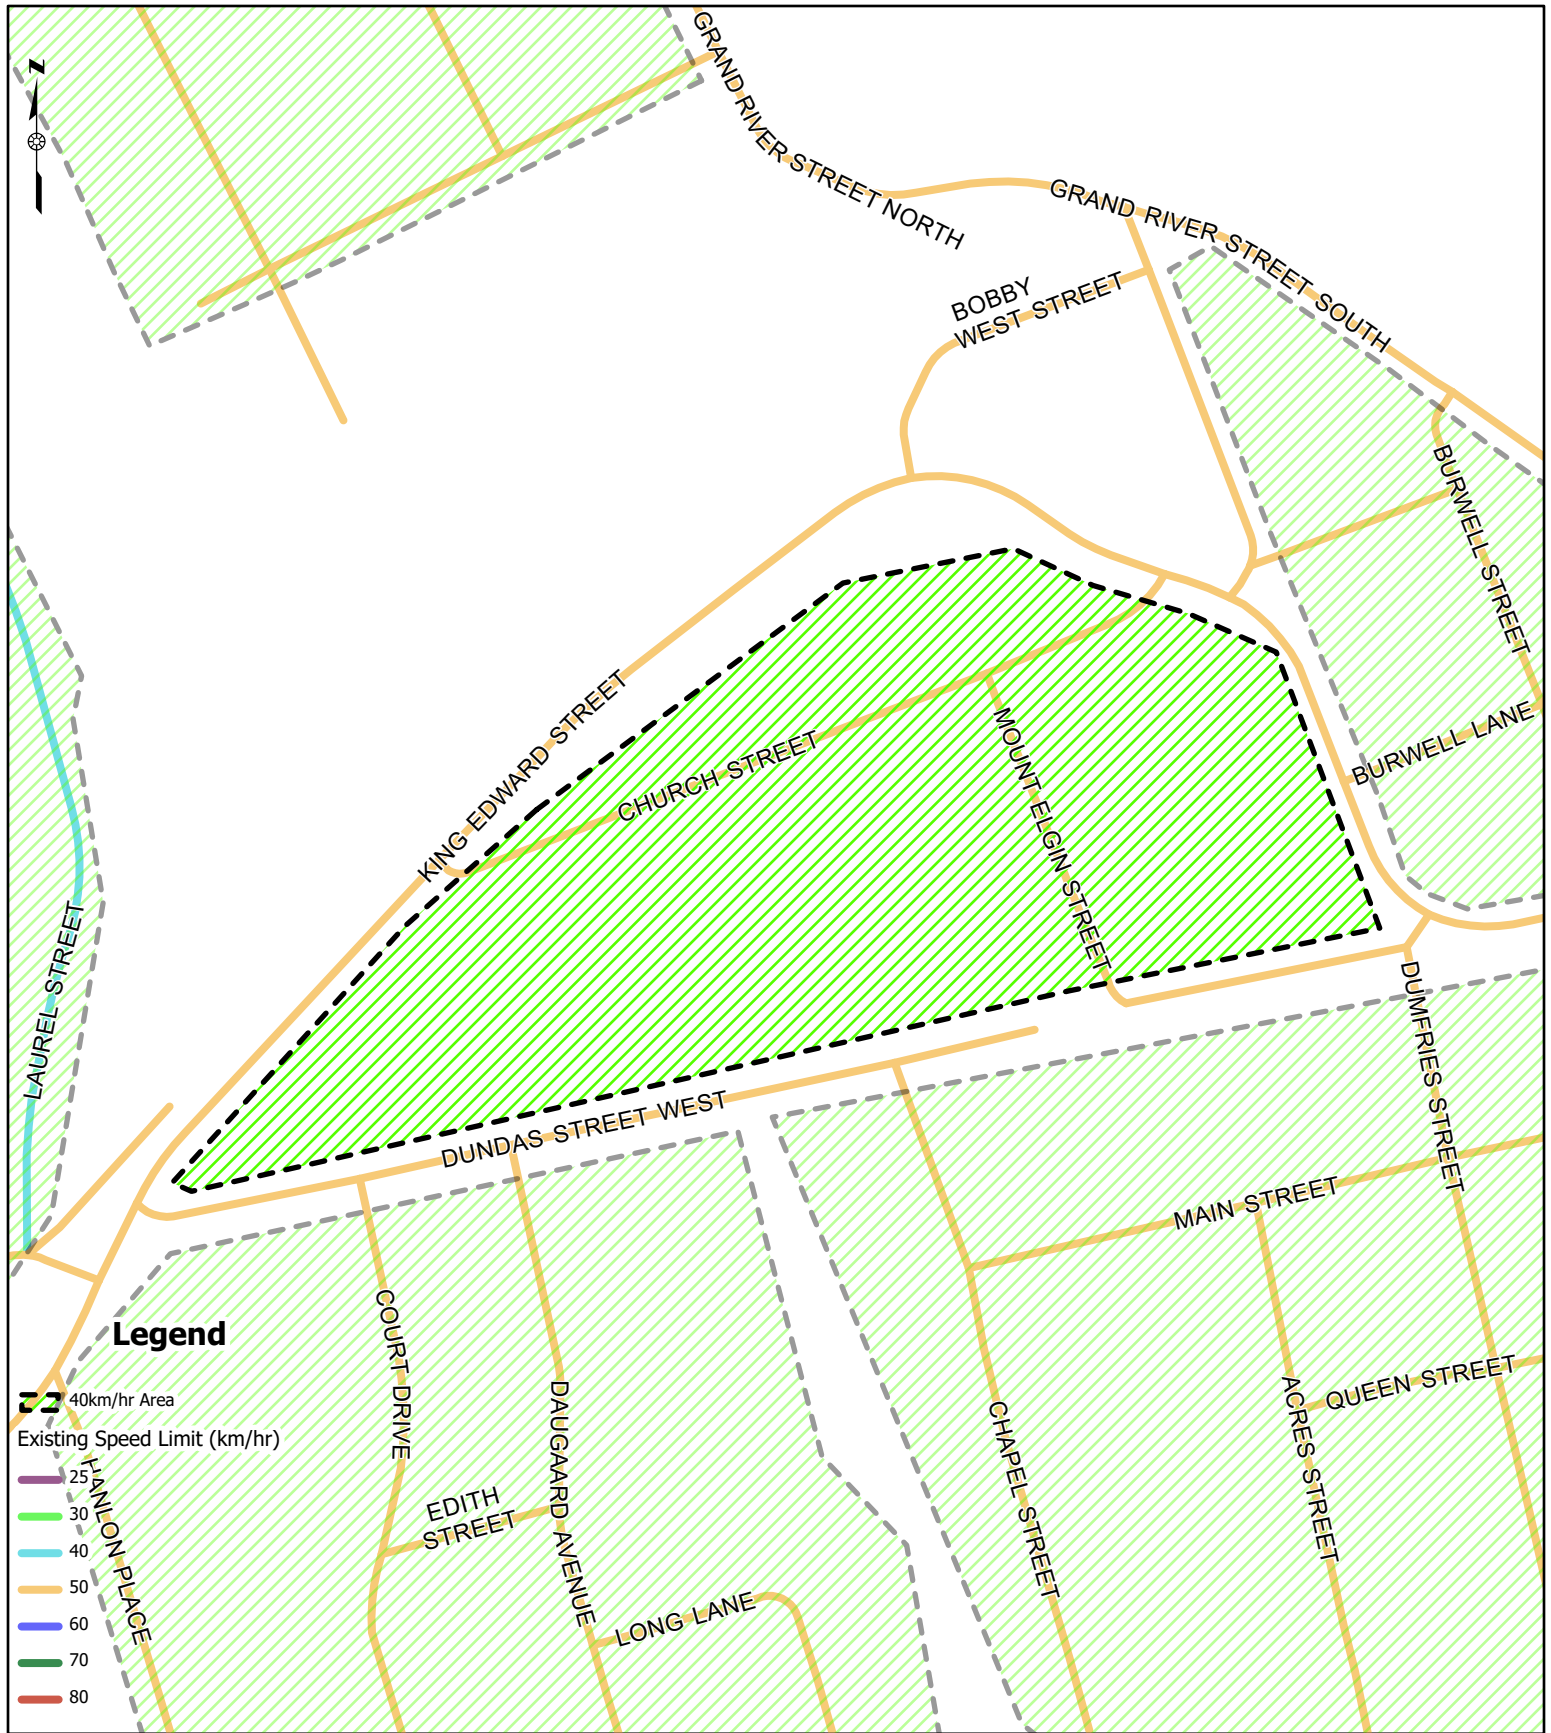 GRAND RIVER STREET NORTH
N
GRAND RIVER STREET SOUTH
BOBBY
WEST STREET
BURWELL STREET
KING EDWARD STREET
CHURCH STREET
MOUNT ELGIN STREET
BURWELL LANE
LAUREL STREET
DUMFRIES STREET
DUNDAS STREET WEST
MAIN STREET
COURT DRIVE
QUEEN STREET
DAUGAARD AVENUE
ACRES STREET
CHAPEL STREET
EDITH
STREET
LONG LANE
HANLON PLACE
Legend
40km/hr Area
Existing Speed Limit (km/hr)
25
30
40
50
60
70
80